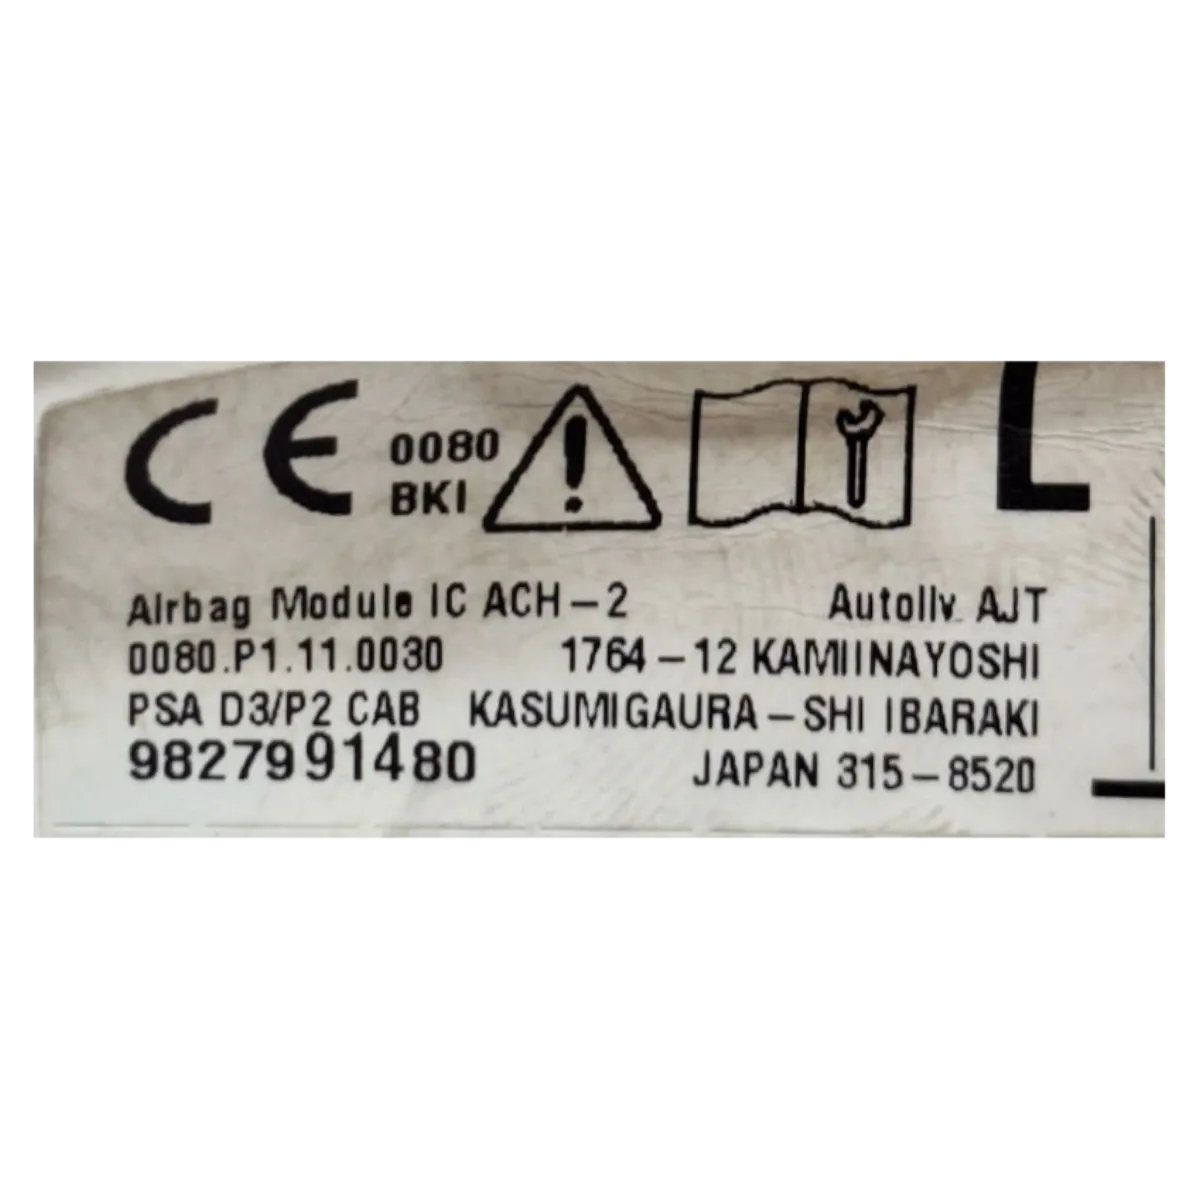 CE 0080 L
BKI
Airbag Module IC ACH-2 Autoliv AJT
0080.P1.11.0030 1764-12 KAMIINAYOSHI
PSA D3/P2 CAB KASUMIGAURA-SHI IBARAKI
9827991480 JAPAN 315-8520